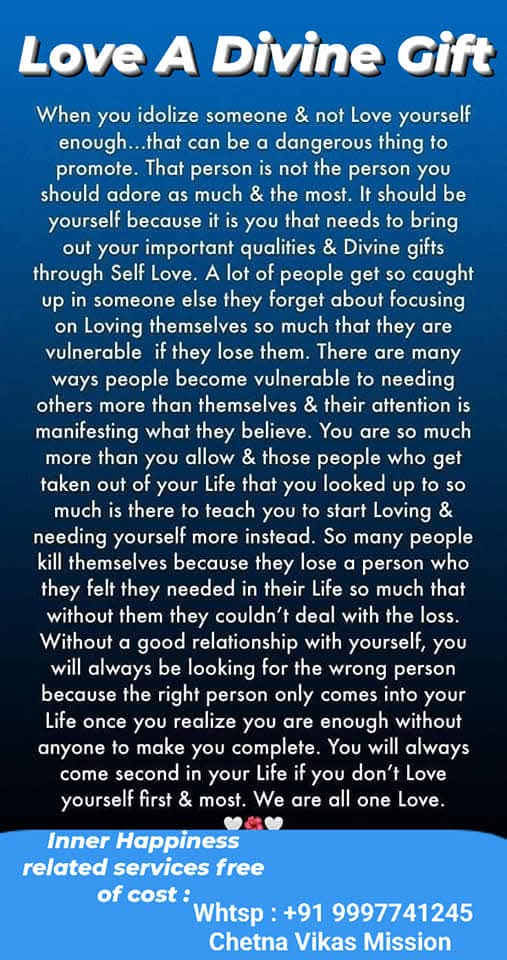 Love A Divine Gift
When you idolize someone & not Love yourself
enough...that can be a dangerous thing to
promote. That person is not the person you
should adore as much & the most. It should be
yourself because it is you that needs to bring
out your important qualities & Divine gifts
through Self Love. A lot of people get so caught
up in someone else they forget about focusing
on Loving themselves so much that they are
vulnerable  if they lose them. There are many
ways people become vulnerable to needing
others more than themselves & their attention is
manifesting what they believe. You are so much
more than you allow & those people who get
taken out of your Life that you looked up to so
much is there to teach you to start Loving &
needing yourself more instead. So many people
kill themselves because they lose a person who
they felt they needed in their Life so much that
without them they couldn't deal with the loss.
Without a good relationship with yourself, you
will always be looking for the wrong person
because the right person only comes into your
Life once you realize you are enough without
anyone to make you complete. You will always
come second in your Life if you don't Love
yourself first & most. We are all one Love.
Inner Happiness
related services free
of cost :
Whtsp : +91 9997741245
Chetna Vikas Mission